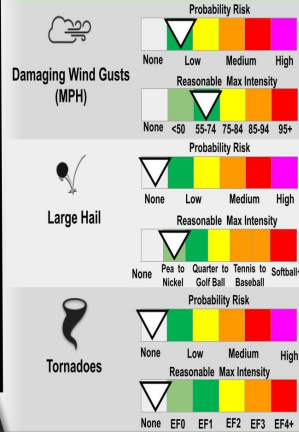 Probability Risk
None Low Medium High
Damaging Wind Gusts
(MPH)
Reasonable Max Intensity
None <50 55-74 75-84 85-94 95+
Probability Risk
None Low Medium High
Large Hail
Reasonable Max Intensity
None Pea to Nickel Quarter to Golf Ball Tennis to Baseball Softball+
Probability Risk
None Low Medium High
Tornadoes
Reasonable Max Intensity
None EF0 EF1 EF2 EF3 EF4+